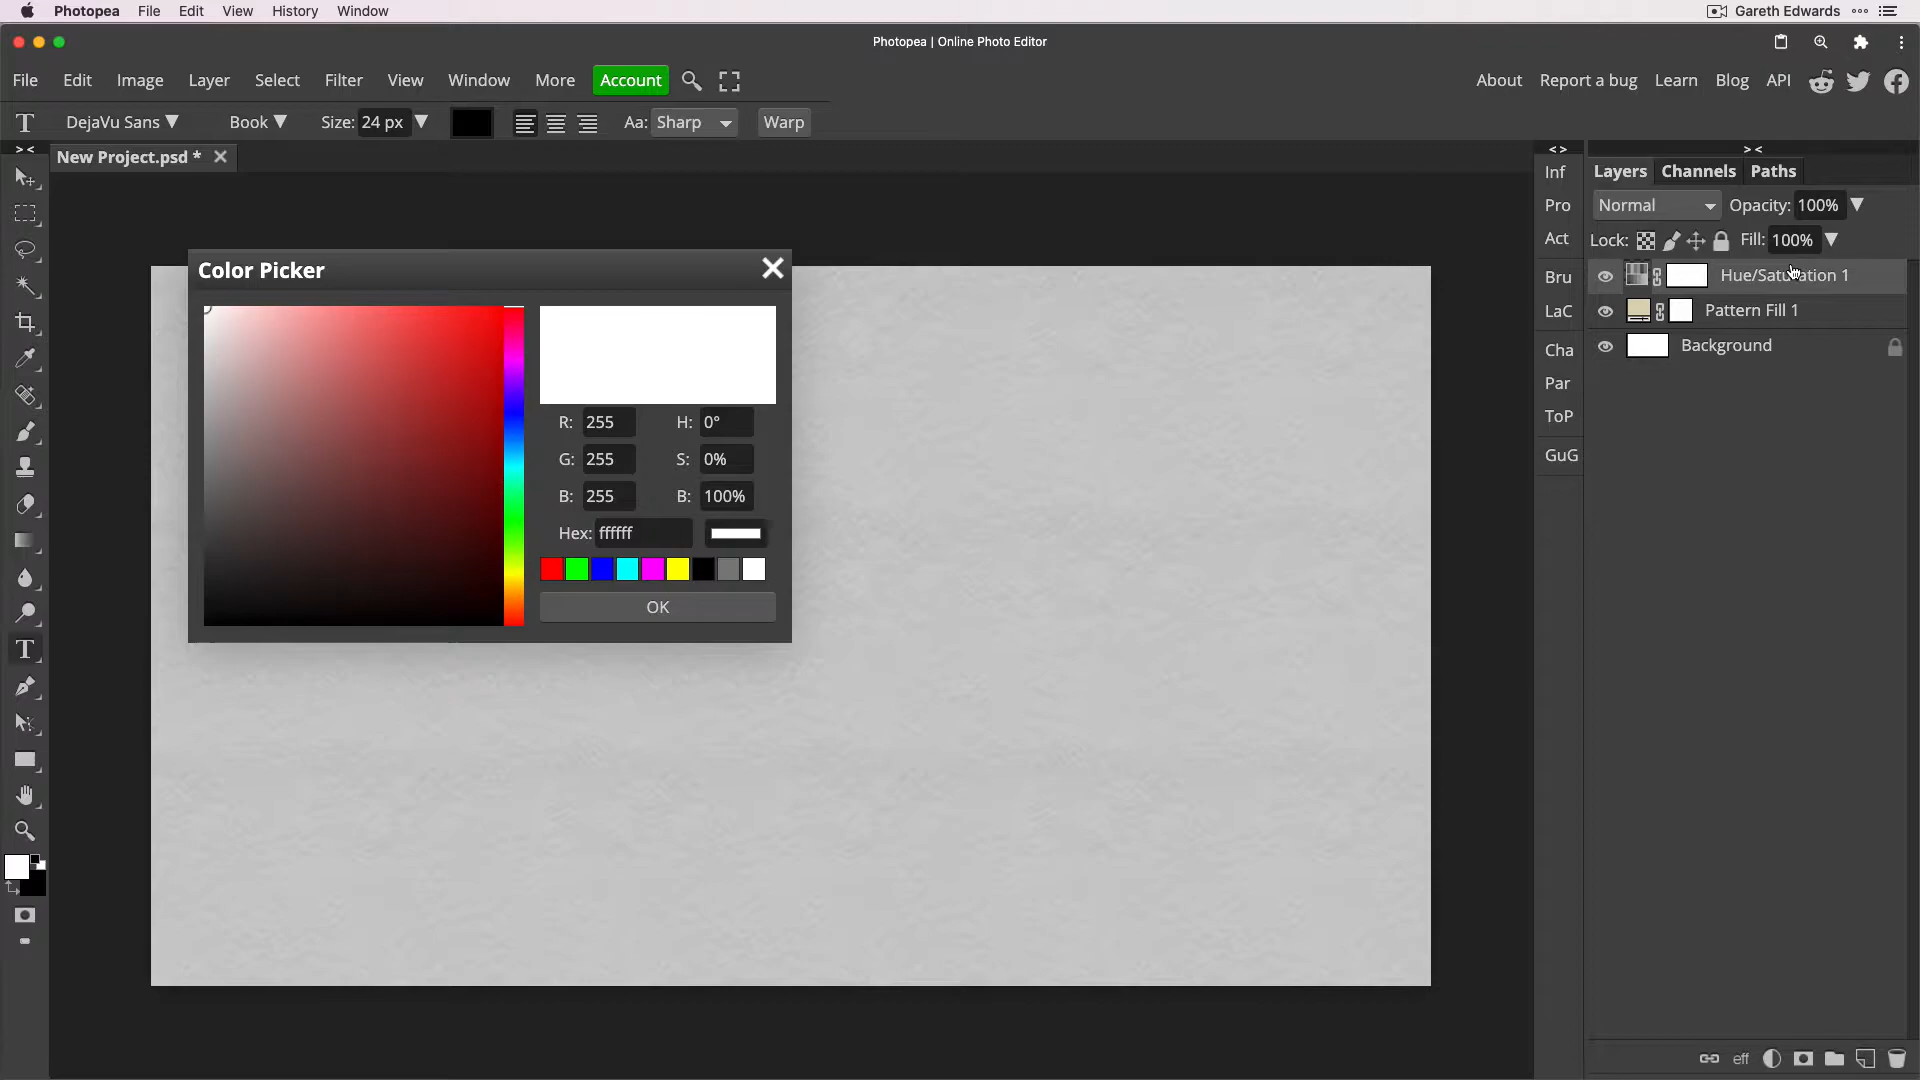 Photopea File Edit View History Window Gareth Edwards
Photopea | Online Photo Editor
File Edit Image Layer Select Filter View Window More Account About Report a bug Learn Blog API
T DejaVu Sans Book Size: 24 px Aa: Sharp Warp
> < < > > <
New Project.psd *
Inf
Pro
Act
Bru
LaC
Cha
Par
ToP
GuG
Layers Channels Paths
Normal Opacity: 100%
Lock: Fill: 100%
Hue/Saturation 1
Pattern Fill 1
Background
Color Picker
R: 255 H: 0°
G: 255 S: 0%
B: 255 B: 100%
Hex: ffffff
OK
T
eff